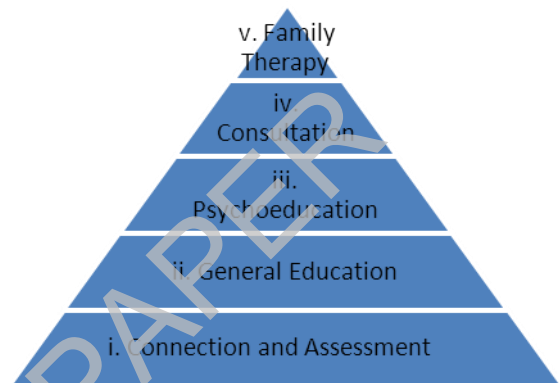 v. Family
Therapy
iv.
Consultation
iii.
Psychoeducation
ii. General Education
i. Connection and Assessment
PAPER